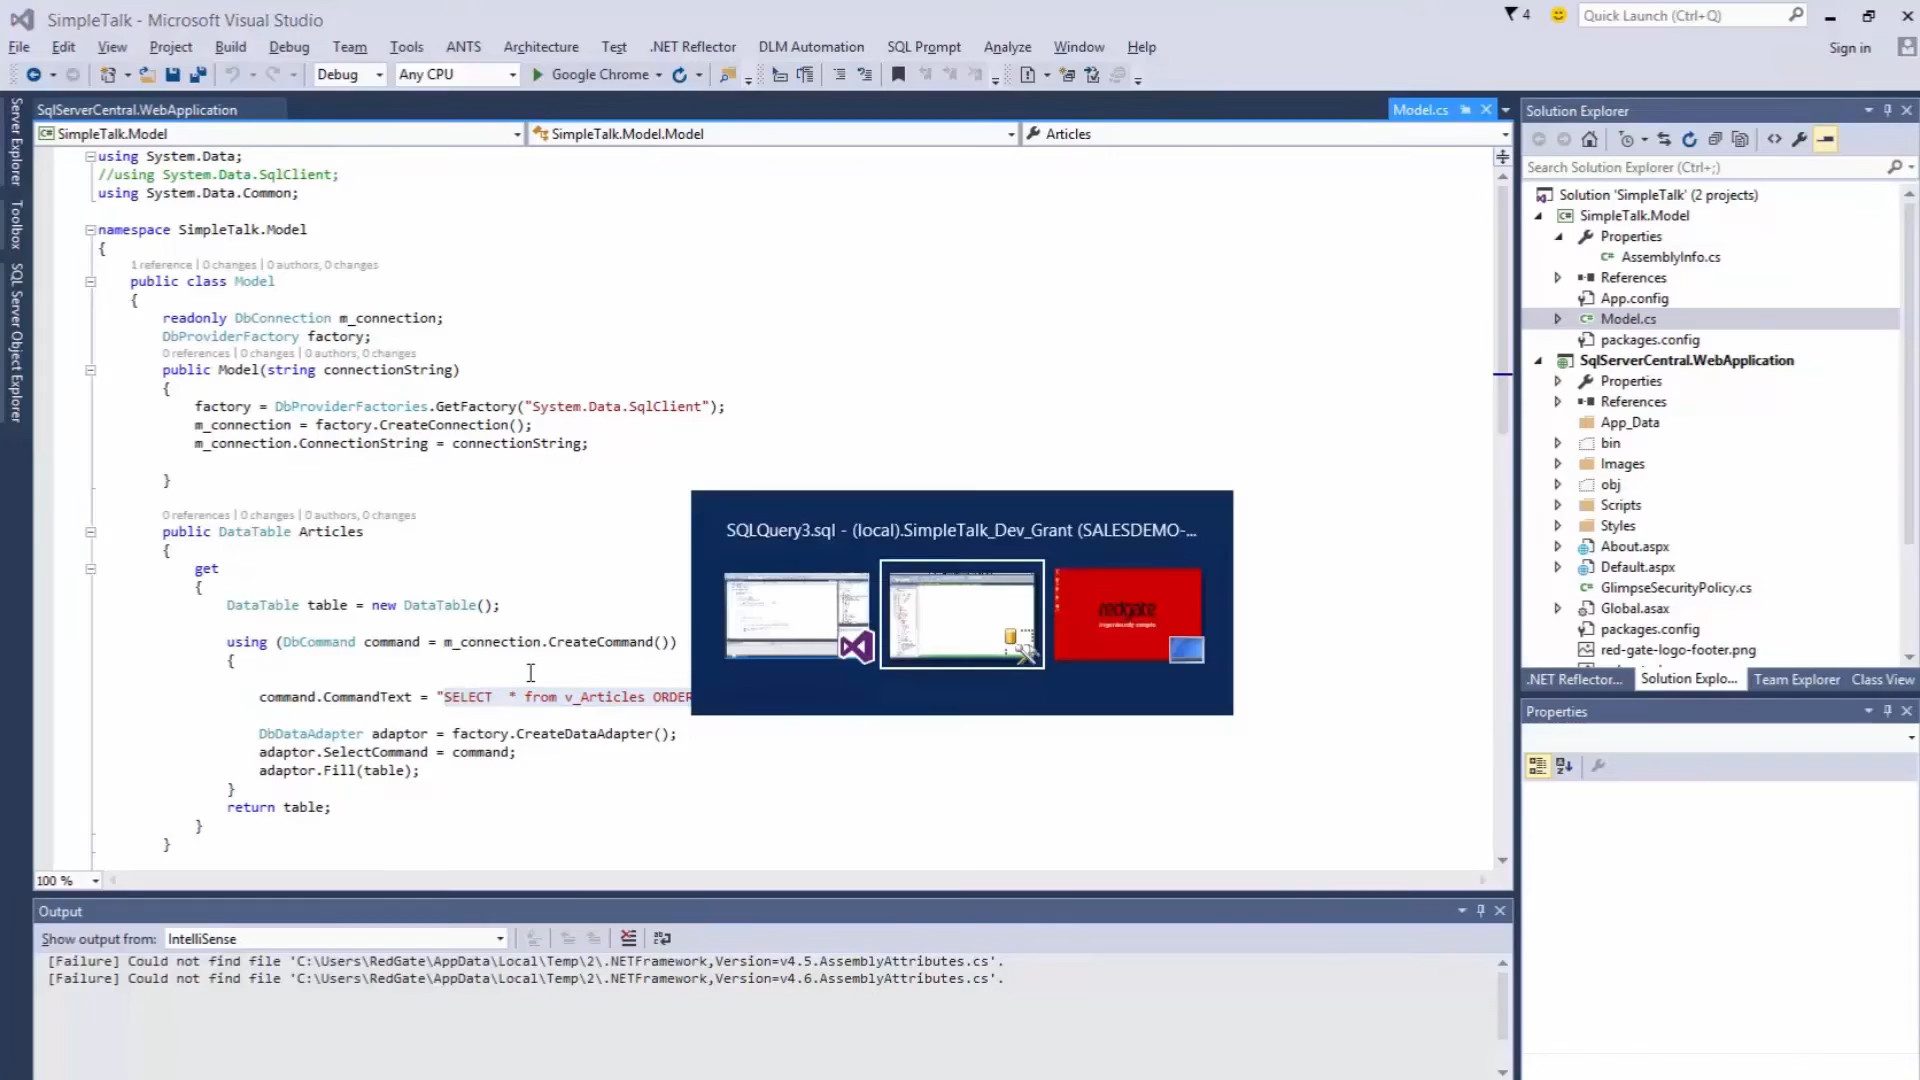 SimpleTalk - Microsoft Visual Studio
4
Quick Launch (Ctrl+Q)
File Edit View Project Build Debug Team Tools ANTS Architecture Test .NET Reflector DLM Automation SQL Prompt Analyze Window Help
Sign in
Debug Any CPU Google Chrome
Server Explorer
Toolbox
SQL Server Object Explorer
SqlServerCentral.WebApplication
Model.cs
SimpleTalk.Model
SimpleTalk.Model.Model
Articles
using System.Data;
//using System.Data.SqlClient;
using System.Data.Common;
namespace SimpleTalk.Model
{
1 reference | 0 changes | 0 authors, 0 changes
public class Model
{
readonly DbConnection m_connection;
DbProviderFactory factory;
0 references | 0 changes | 0 authors, 0 changes
public Model(string connectionString)
{
factory = DbProviderFactories.GetFactory("System.Data.SqlClient");
m_connection = factory.CreateConnection();
m_connection.ConnectionString = connectionString;
}
0 references | 0 changes | 0 authors, 0 changes
public DataTable Articles
{
get
{
DataTable table = new DataTable();
using (DbCommand command = m_connection.CreateCommand())
{
command.CommandText = "SELECT  * from v_Articles ORDER
DbDataAdapter adaptor = factory.CreateDataAdapter();
adaptor.SelectCommand = command;
adaptor.Fill(table);
}
return table;
}
}
SQLQuery3.sql - (local).SimpleTalk_Dev_Grant (SALESDEMO-...
redgate
100 %
Output
Show output from: IntelliSense
[Failure] Could not find file 'C:\Users\RedGate\AppData\Local\Temp\2\.NETFramework,Version=v4.5.AssemblyAttributes.cs'.
[Failure] Could not find file 'C:\Users\RedGate\AppData\Local\Temp\2\.NETFramework,Version=v4.6.AssemblyAttributes.cs'.
Solution Explorer
Search Solution Explorer (Ctrl+;)
Solution 'SimpleTalk' (2 projects)
SimpleTalk.Model
Properties
AssemblyInfo.cs
References
App.config
Model.cs
packages.config
SqlServerCentral.WebApplication
Properties
References
App_Data
bin
Images
obj
Scripts
Styles
About.aspx
Default.aspx
GlimpseSecurityPolicy.cs
Global.asax
packages.config
red-gate-logo-footer.png
.NET Reflector... Solution Explo... Team Explorer Class View
Properties